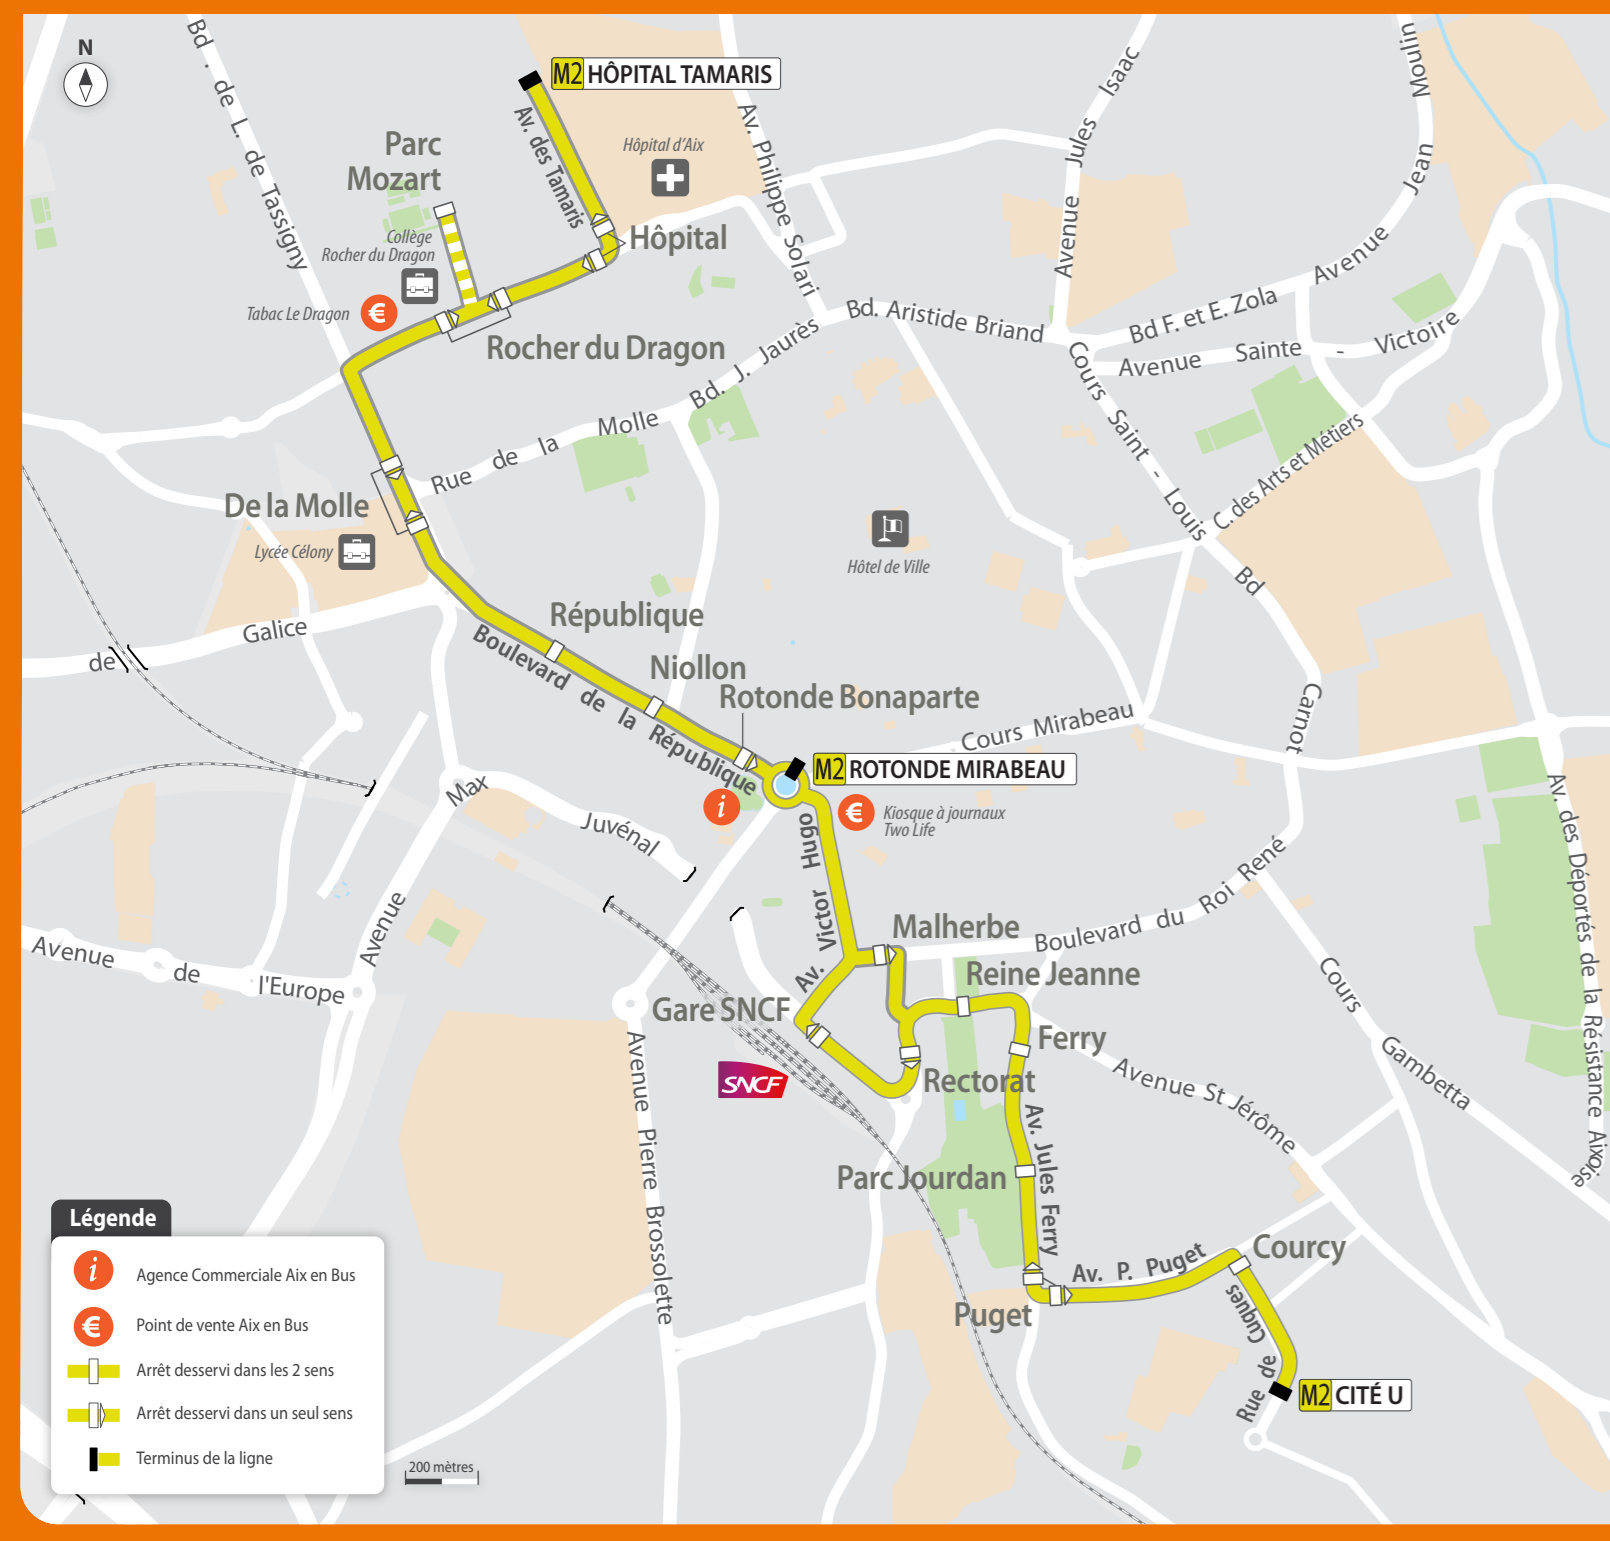 N
Bd . de L. de Tassigny
M2 HÔPITAL TAMARIS
Av. des Tamaris
Hôpital d'Aix
Av. Philippe Solari
Avenue Jules Isaac
Avenue Jean Moulin
Parc
Mozart
Collège
Rocher du Dragon
Tabac Le Dragon
€
Hôpital
Rocher du Dragon
Bd. Aristide Briand
Bd F. et E. Zola
Avenue Sainte - Victoire
Bd. J. Jaurès
Rue de la Molle
Cours Saint - Louis
C. des Arts et Métiers
De la Molle
Lycée Célony
Hôtel de Ville
Bd Carnot
de Galice
République
Niollon
Rotonde Bonaparte
Boulevard de la République
Cours Mirabeau
M2 ROTONDE MIRABEAU
i
€
Kiosque à journaux
Two Life
Avenue Max Juvénal
Av. Victor Hugo
Av. des Déportés de la Résistance Aixoise
Malherbe
Boulevard du Roi René
Avenue de l'Europe
Reine Jeanne
Gare SNCF
SNCF
Ferry
Rectorat
Cours Gambetta
Avenue St Jérôme
Avenue Pierre Brossolette
Av. Jules Ferry
Parc Jourdan
Puget
Av. P. Puget
Courcy
Rue de Cuques
M2 CITÉ U
Légende
i Agence Commerciale Aix en Bus
€ Point de vente Aix en Bus
Arrêt desservi dans les 2 sens
Arrêt desservi dans un seul sens
Terminus de la ligne
200 mètres